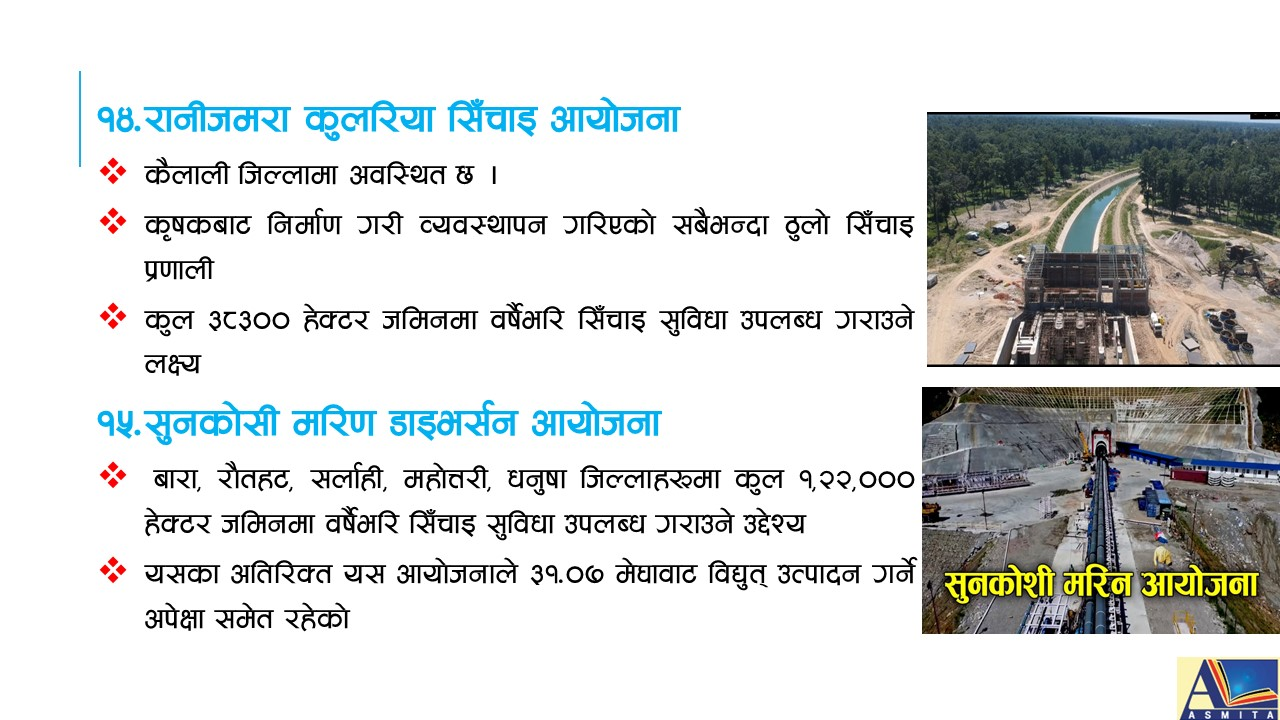 १४. रानीजमरा कुलरिया सिँचाइ आयोजना
❖ कैलाली जिल्लामा अवस्थित छ ।
❖ कृषकबाट निर्माण गरी व्यवस्थापन गरिएको सबैभन्दा ठुलो सिँचाइ
प्रणाली
❖ कुल ३८३०० हेक्टर जमिनमा वर्षैभरि सिँचाइ सुविधा उपलब्ध गराउने
लक्ष्य
१५. सुनकोसी मरिण डाइभर्सन आयोजना
❖ बारा, रौतहट, सर्लाही, महोत्तरी, धनुषा जिल्लाहरुमा कुल १,२२,०००
हेक्टर जमिनमा वर्षैभरि सिँचाइ सुविधा उपलब्ध गराउने उद्देश्य
❖ यसका अतिरिक्त यस आयोजनाले ३१.०७ मेघावाट विद्युत् उत्पादन गर्ने
अपेक्षा समेत रहेको
सुनकोशी मरिन आयोजना
ASMITA